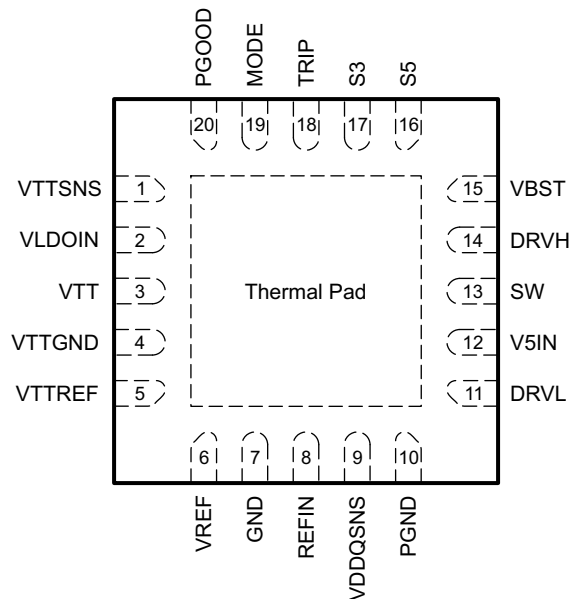 PGOOD
MODE
TRIP
S3
S5
20
19
18
17
16
VTTSNS
1
15
VBST
VLDOIN
2
14
DRVH
VTT
3
Thermal Pad
13
SW
VTTGND
4
12
V5IN
VTTREF
5
11
DRVL
6
7
8
9
10
VREF
GND
REFIN
VDDQSNS
PGND